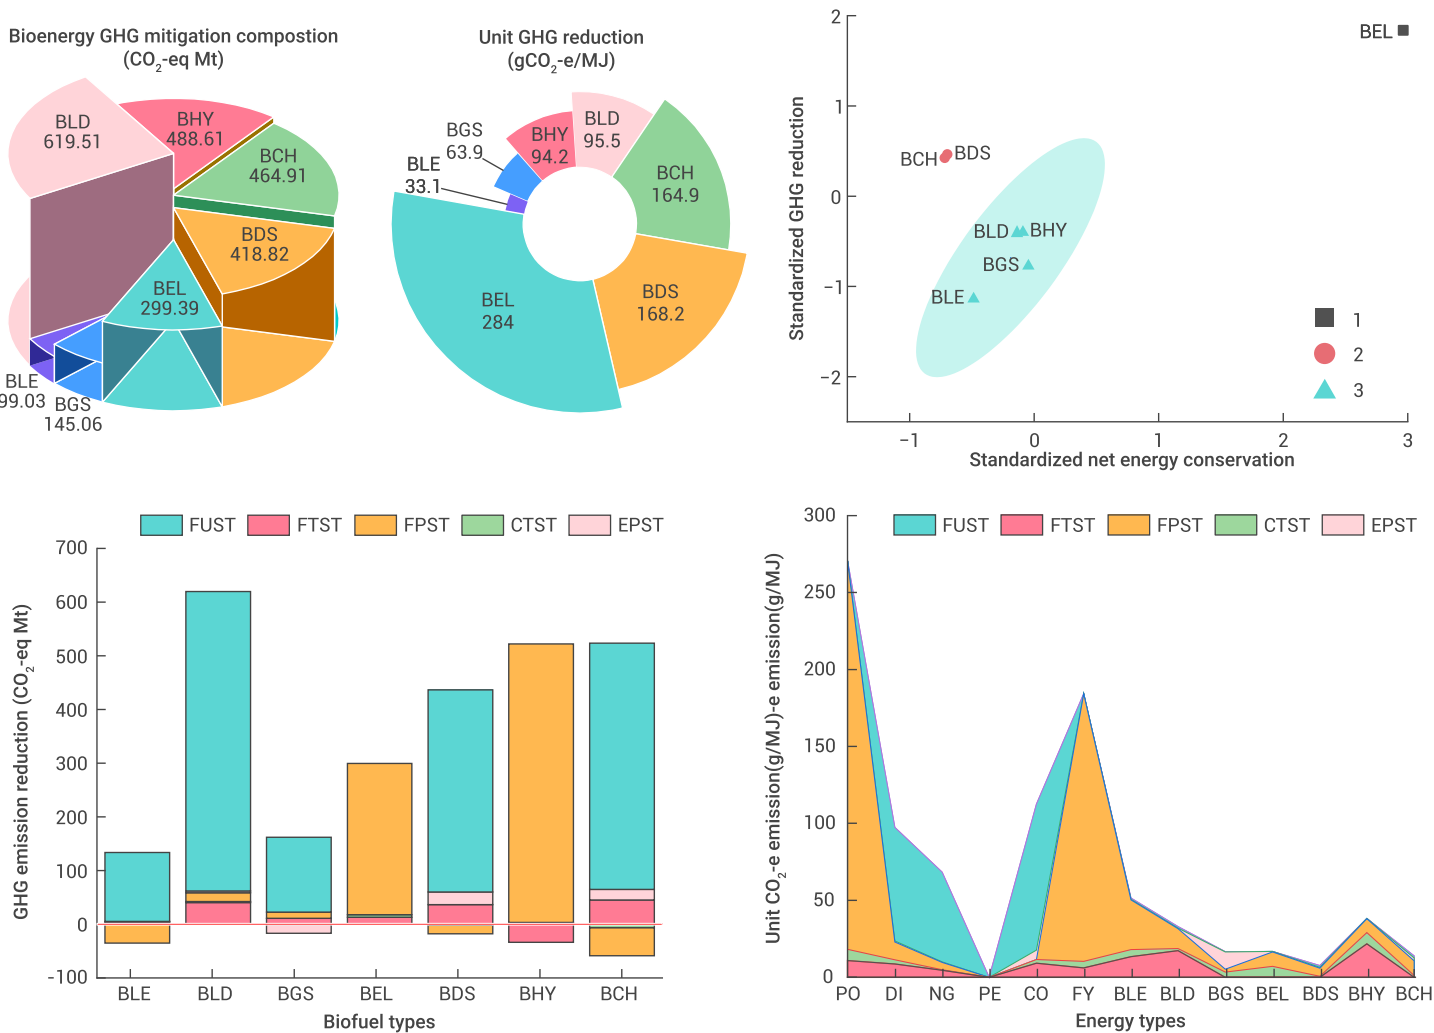 Bioenergy GHG mitigation compostion
(CO2-eq Mt)
BLD
619.51
BHY
488.61
BCH
464.91
BDS
418.82
BEL
299.39
BLE
99.03
BGS
145.06
Unit GHG reduction
(gCO2-e/MJ)
BLD
95.5
BHY
94.2
BGS
63.9
BLE
33.1
BCH
164.9
BDS
168.2
BEL
284
Standardized GHG reduction
2
1
0
−1
−2
BEL
BCH
BDS
BLD
BHY
BGS
BLE
1
2
3
−1
0
1
2
3
Standardized net energy conservation
FUST
FTST
FPST
CTST
EPST
GHG emission reduction (CO2-eq Mt)
700
600
500
400
300
200
100
0
-100
BLE
BLD
BGS
BEL
BDS
BHY
BCH
Biofuel types
FUST
FTST
FPST
CTST
EPST
Unit CO2-e emission(g/MJ)-e emission(g/MJ)
300
250
200
150
100
50
0
PO
DI
NG
PE
CO
FY
BLE
BLD
BGS
BEL
BDS
BHY
BCH
Energy types